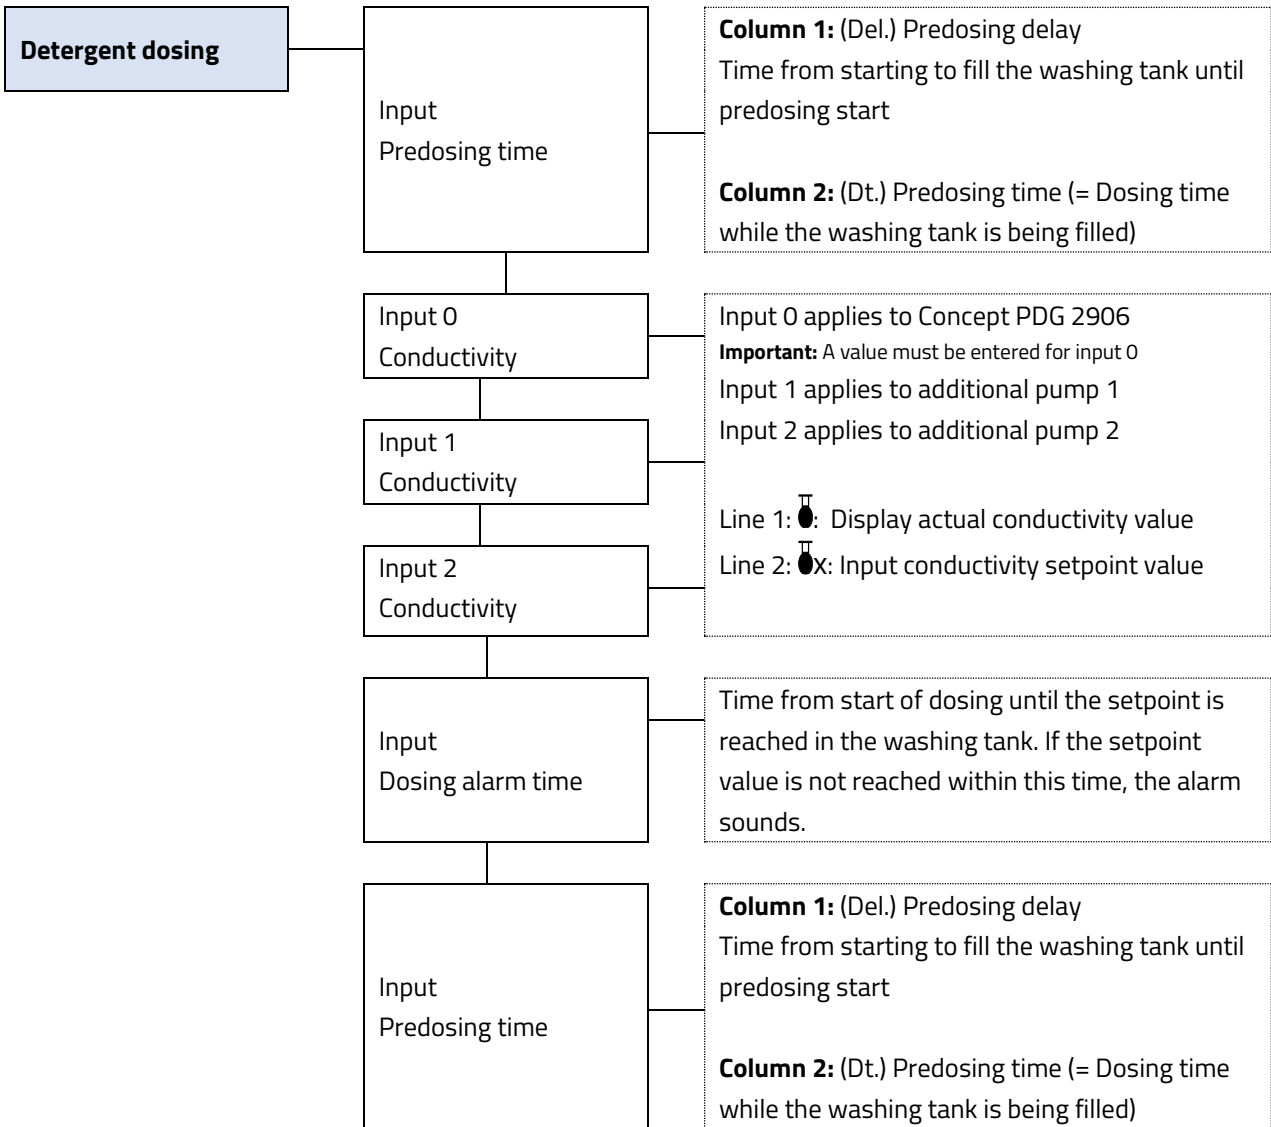 Detergent dosing
Input
Predosing time
Column 1: (Del.) Predosing delay
Time from starting to fill the washing tank until
predosing start
Column 2: (Dt.) Predosing time (= Dosing time
while the washing tank is being filled)
Input 0
Conductivity
Input 1
Conductivity
Input 2
Conductivity
Input 0 applies to Concept PDG 2906
Important: A value must be entered for input 0
Input 1 applies to additional pump 1
Input 2 applies to additional pump 2
Line 1: : Display actual conductivity value
Line 2: x: Input conductivity setpoint value
Input
Dosing alarm time
Time from start of dosing until the setpoint is
reached in the washing tank. If the setpoint
value is not reached within this time, the alarm
sounds.
Input
Predosing time
Column 1: (Del.) Predosing delay
Time from starting to fill the washing tank until
predosing start
Column 2: (Dt.) Predosing time (= Dosing time
while the washing tank is being filled)